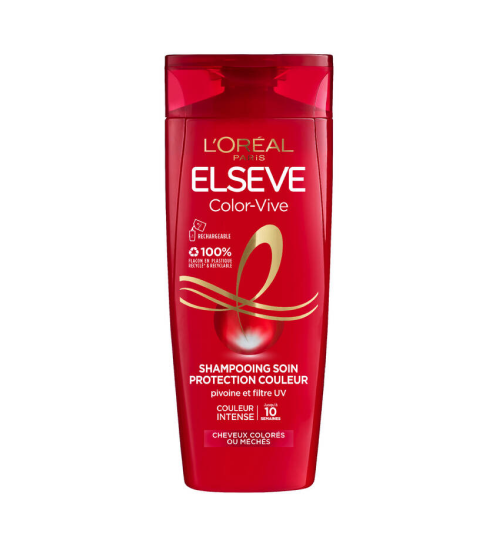 L'ORÉAL
PARIS
ELSEVE
Color-Vive
RECHARGEABLE
100%
FLACON EN PLASTIQUE
RECYCLÉ & RECYCLABLE
SHAMPOOING SOIN
PROTECTION COULEUR
pivoine et filtre UV
COULEUR
INTENSE
JUSQU'À
10
SEMAINES
CHEVEUX COLORÉS
OU MÉCHÉS